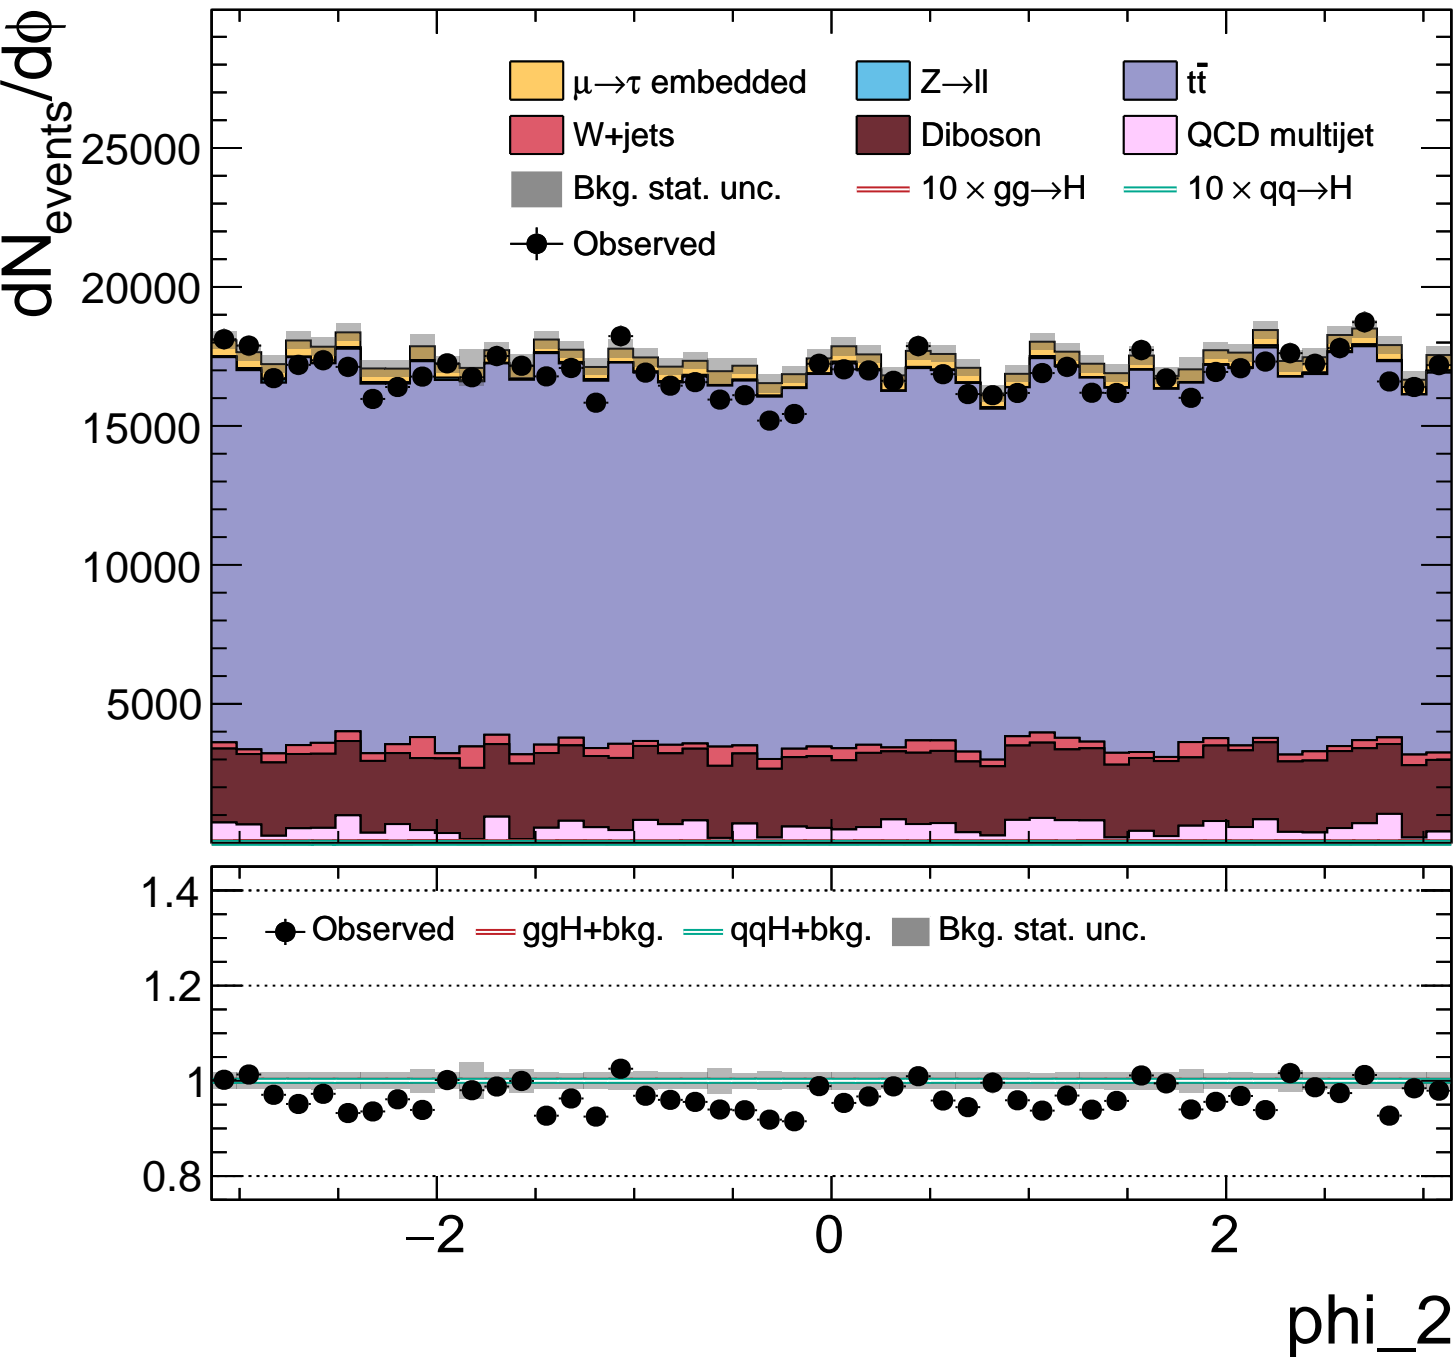 dN_events/dϕ
μ→τ embedded Z→ll tt̄
W+jets Diboson QCD multijet
Bkg. stat. unc. 10 × gg→H 10 × qq→H
Observed
25000
20000
15000
10000
5000
1.4
Observed ggH+bkg. qqH+bkg. Bkg. stat. unc.
1.2
1
0.8
−2 0 2
phi_2